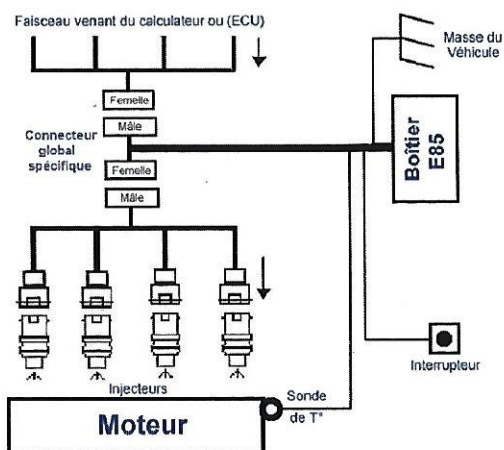 Faisceau venant du calculateur ou (ECU)
Masse du
Véhicule
Femelle
Mâle
Connecteur
global
spécifique
Femelle
Mâle
Boîtier
E85
Interrupteur
Injecteurs
Sonde
de T°
Moteur